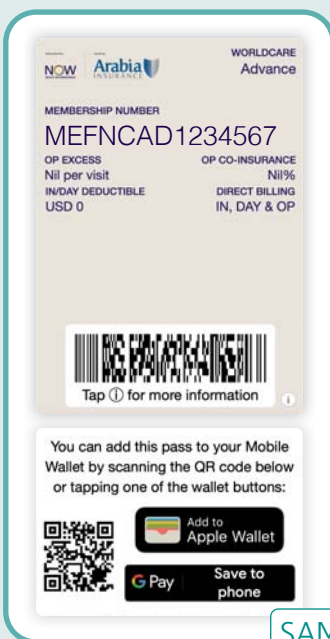 NOW Arabia
INSURANCE
WORLDCARE
Advance
MEMBERSHIP NUMBER
MEFNCAD1234567
OP EXCESS OP CO-INSURANCE
Nil per visit Nil%
IN/DAY DEDUCTIBLE DIRECT BILLING
USD 0 IN, DAY & OP
Tap ⓘ for more information
You can add this pass to your Mobile
Wallet by scanning the QR code below
or tapping one of the wallet buttons:
Add to
Apple Wallet
G Pay Save to
phone